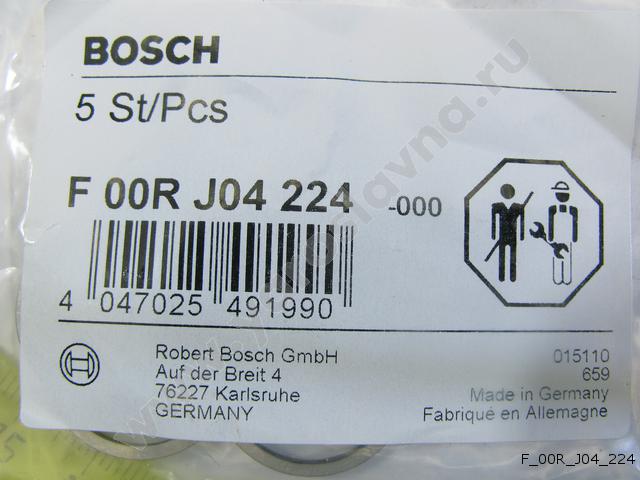 BOSCH
5 St/Pcs
F 00R J04 224 -000
4 047025 491990
Robert Bosch GmbH
Auf der Breit 4
76227 Karlsruhe
GERMANY
015110
659
Made in Germany
Fabriqué en Allemagne
F_00R_J04_224